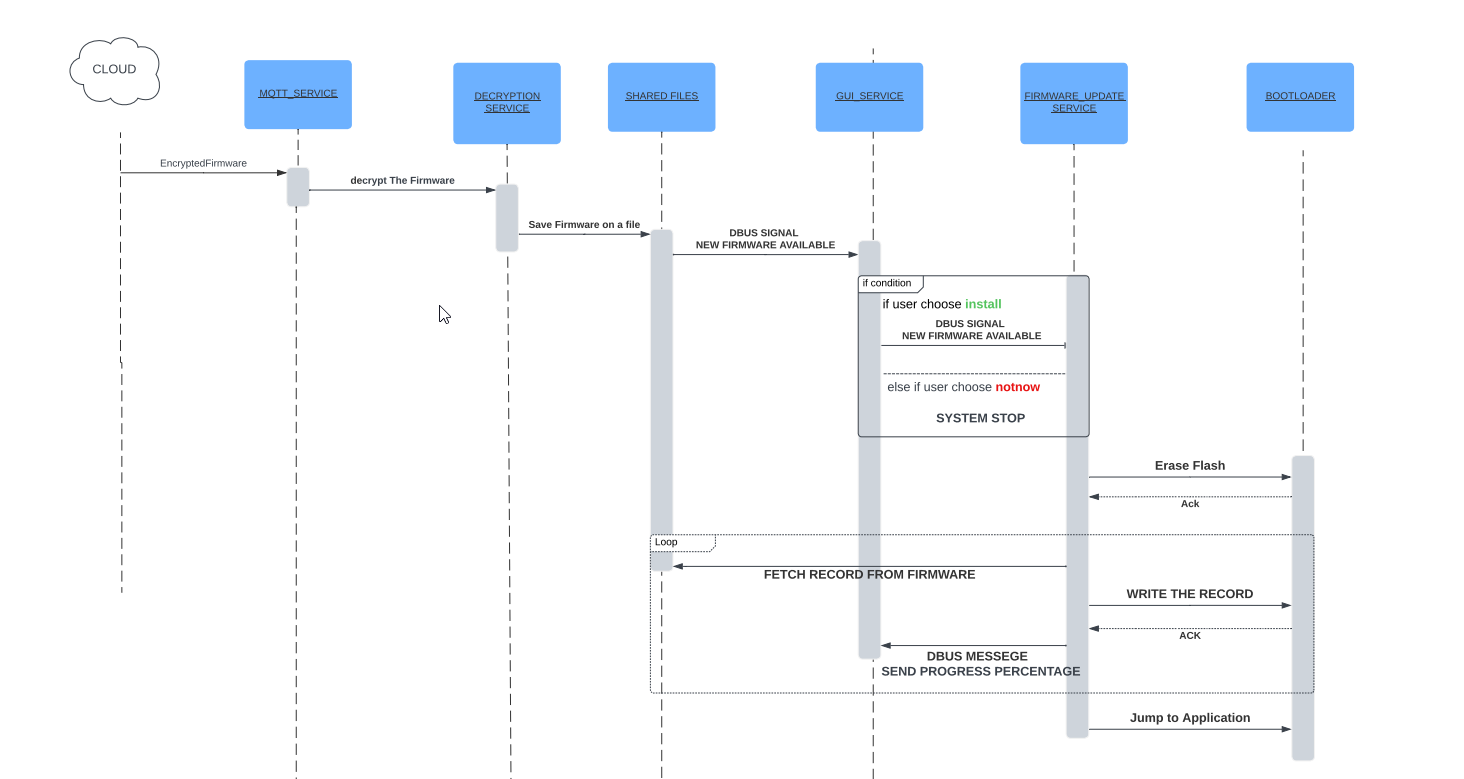 CLOUD
MQTT_SERVICE
DECRYPTION
SERVICE
SHARED FILES
GUI_SERVICE
FIRMWARE_UPDATE
SERVICE
BOOTLOADER
EncryptedFirmware
decrypt The Firmware
Save Firmware on a file
DBUS SIGNAL
NEW FIRMWARE AVAILABLE
if condition
if user choose install
DBUS SIGNAL
NEW FIRMWARE AVAILABLE
else if user choose notnow
SYSTEM STOP
Erase Flash
Ack
Loop
FETCH RECORD FROM FIRMWARE
WRITE THE RECORD
ACK
DBUS MESSEGE
SEND PROGRESS PERCENTAGE
Jump to Application